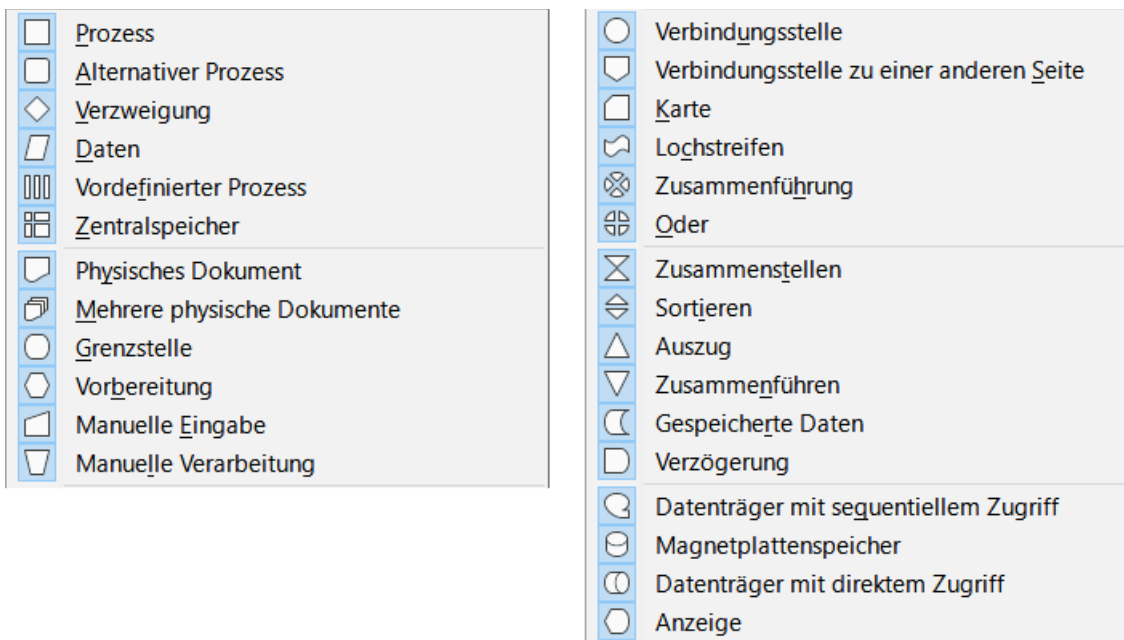 Prozess
Alternativer Prozess
Verzweigung
Daten
Vordefinierter Prozess
Zentralspeicher
Physisches Dokument
Mehrere physische Dokumente
Grenzstelle
Vorbereitung
Manuelle Eingabe
Manuelle Verarbeitung
Verbindungsstelle
Verbindungsstelle zu einer anderen Seite
Karte
Lochstreifen
Zusammenführung
Oder
Zusammenstellen
Sortieren
Auszug
Zusammenführen
Gespeicherte Daten
Verzögerung
Datenträger mit sequentiellem Zugriff
Magnetplattenspeicher
Datenträger mit direktem Zugriff
Anzeige